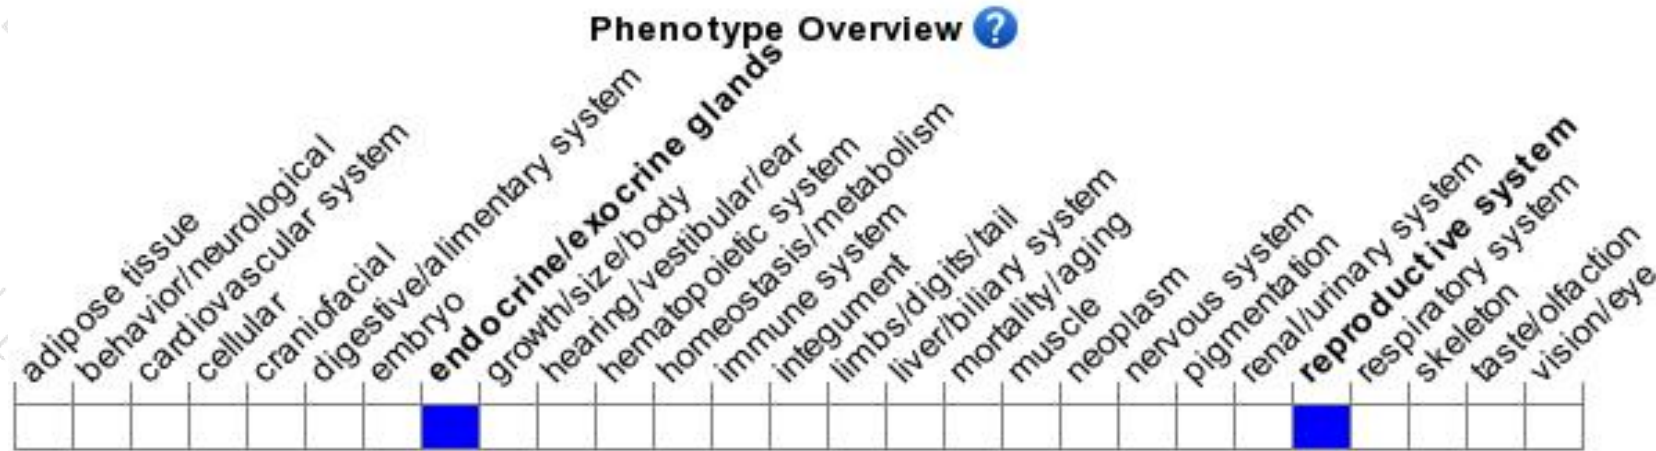 Phenotype Overview ?
adipose tissue
behavior/neurological
cardiovascular system
cellular
craniofacial
digestive/alimentary system
embryo
endocrine/exocrine glands
growth/size/body
hearing/vestibular/ear
hematopoietic system
homeostasis/metabolism
immune system
integument
limbs/digits/tail
liver/biliary system
mortality/aging
muscle
neoplasm
nervous system
pigmentation
renal/urinary system
reproductive system
respiratory system
skeleton
taste/olfaction
vision/eye